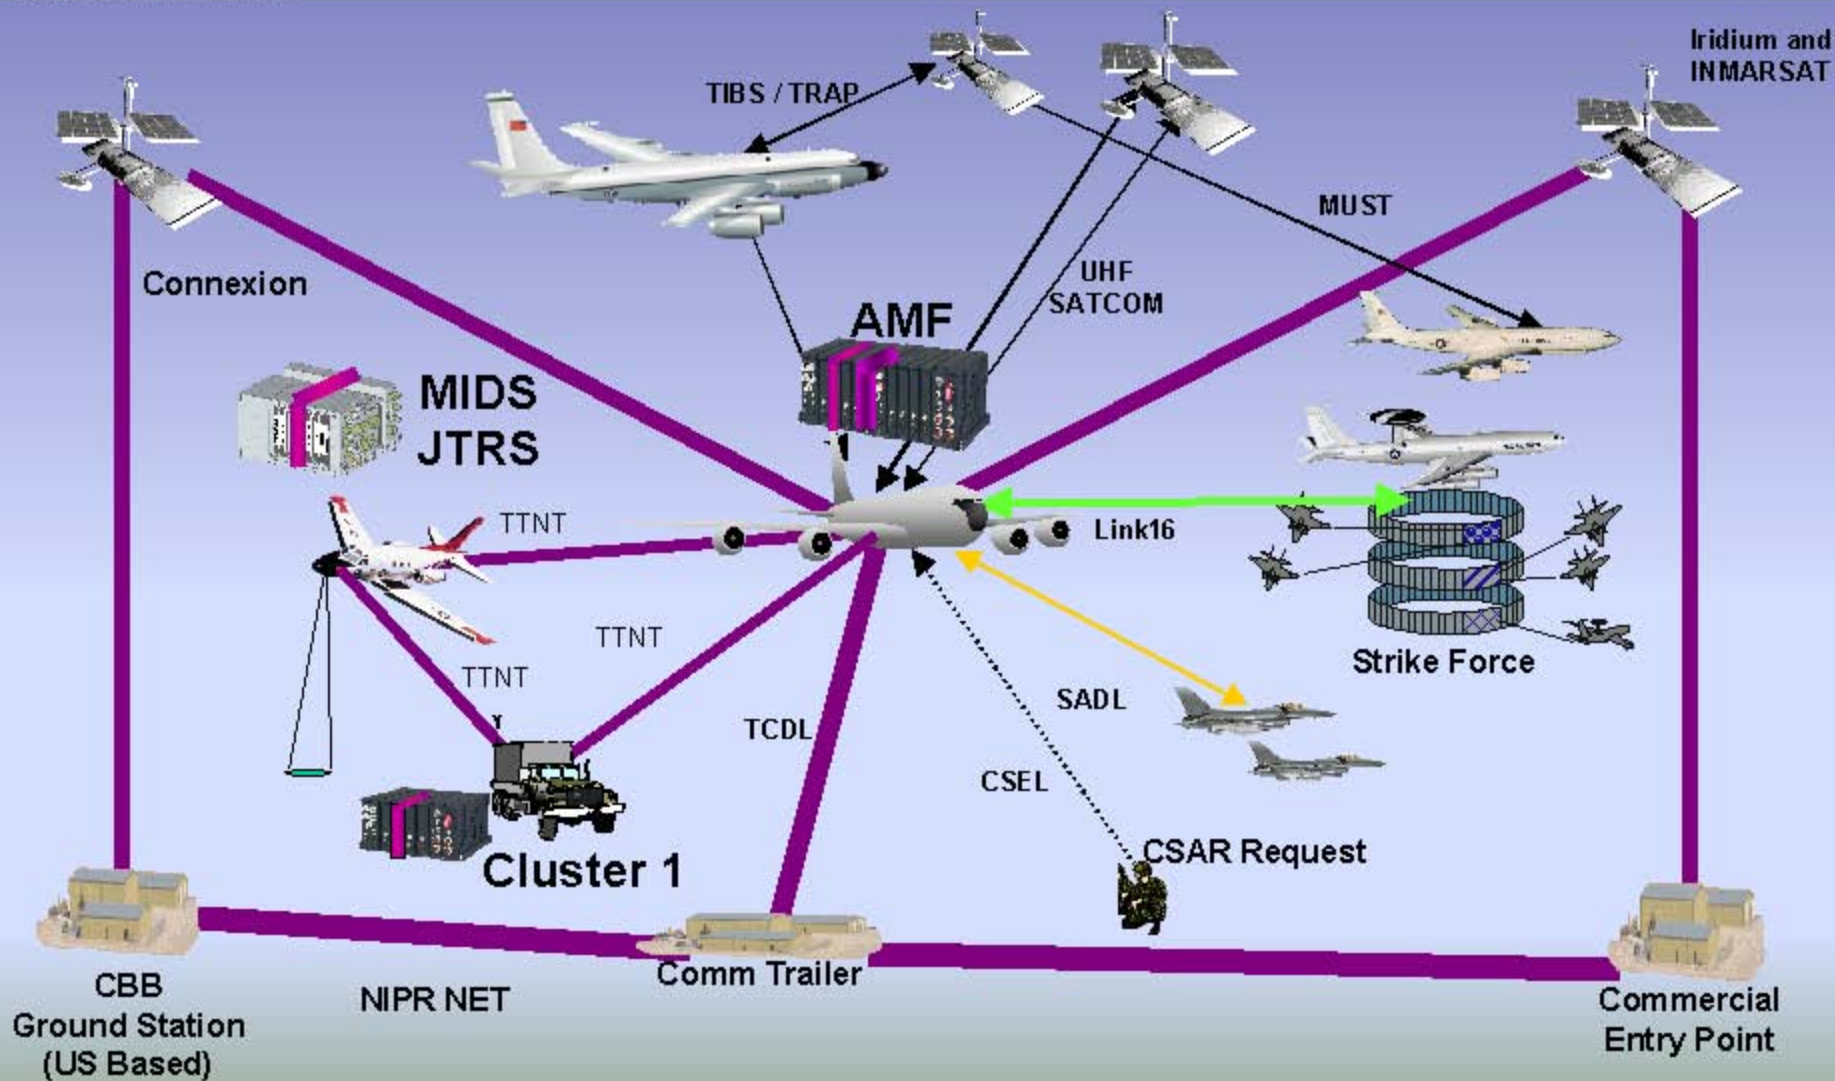 Iridium and
INMARSAT
TIBS / TRAP
MUST
Connexion
UHF
SATCOM
AMF
MIDS
JTRS
TTNT
Link16
TTNT
TTNT
Strike Force
SADL
TCDL
CSEL
CSAR Request
Cluster 1
Comm Trailer
CBB
Ground Station
(US Based)
NIPR NET
Commercial
Entry Point